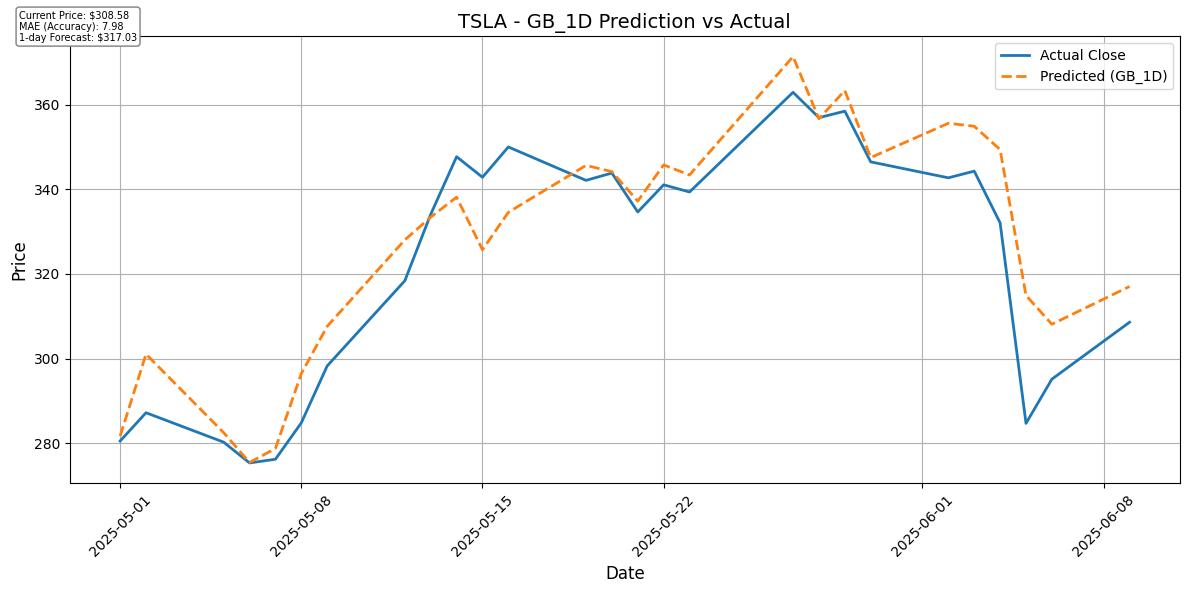 Current Price: $308.58
MAE (Accuracy): 7.98
1-day Forecast: $317.03
TSLA - GB_1D Prediction vs Actual
Actual Close
Predicted (GB_1D)
360
340
320
300
280
Price
2025-05-01
2025-05-08
2025-05-15
2025-05-22
2025-06-01
2025-06-08
Date